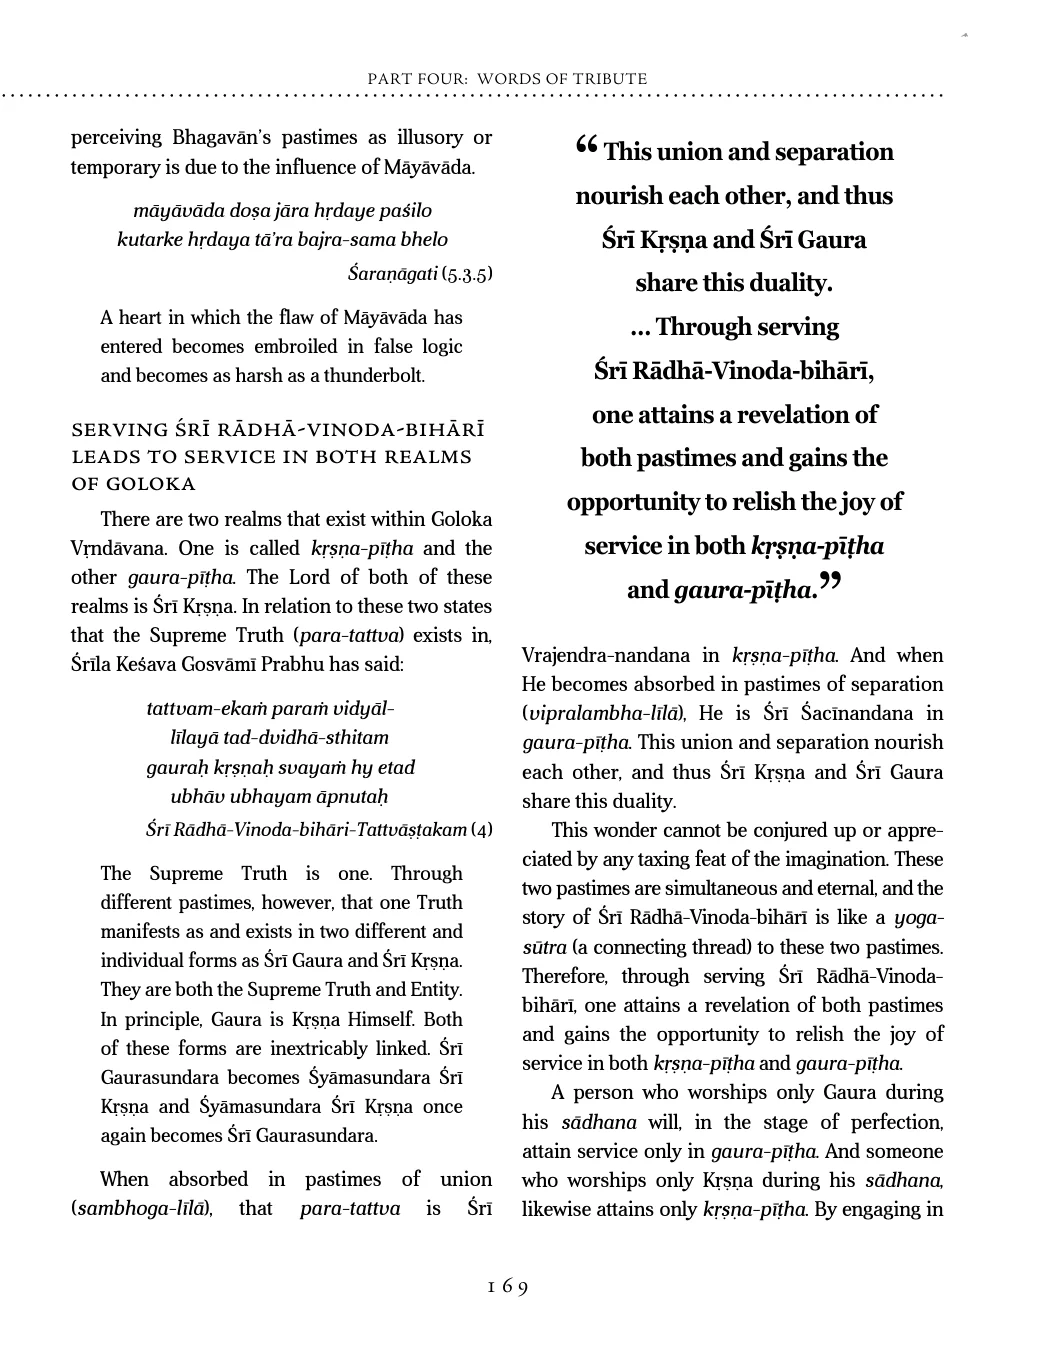 PART FOUR: WORDS OF TRIBUTE
perceiving Bhagavān’s pastimes as illusory or
temporary is due to the influence of Māyāvāda.
māyāvāda doṣa jāra hṛdaye paśilo
kutarke hṛdaya tā’ra bajra-sama bhelo
Śaraṇāgati (5.3.5)
A heart in which the flaw of Māyāvāda has
entered becomes embroiled in false logic
and becomes as harsh as a thunderbolt.
SERVING ŚRĪ RĀDHĀ-VINODA-BIHĀRĪ
LEADS TO SERVICE IN BOTH REALMS
OF GOLOKA
There are two realms that exist within Goloka
Vṛndāvana. One is called kṛṣṇa-pīṭha and the
other gaura-pīṭha. The Lord of both of these
realms is Śrī Kṛṣṇa. In relation to these two states
that the Supreme Truth (para-tattva) exists in,
Śrīla Keśava Gosvāmī Prabhu has said:
tattvam-ekaṁ paraṁ vidyāl-
līlayā tad-dvidhā-sthitam
gauraḥ kṛṣṇaḥ svayaṁ hy etad
ubhāv ubhayam āpnutaḥ
Śrī Rādhā-Vinoda-bihāri-Tattvāṣṭakam (4)
The Supreme Truth is one. Through
different pastimes, however, that one Truth
manifests as and exists in two different and
individual forms as Śrī Gaura and Śrī Kṛṣṇa.
They are both the Supreme Truth and Entity.
In principle, Gaura is Kṛṣṇa Himself. Both
of these forms are inextricably linked. Śrī
Gaurasundara becomes Śyāmasundara Śrī
Kṛṣṇa and Śyāmasundara Śrī Kṛṣṇa once
again becomes Śrī Gaurasundara.
When absorbed in pastimes of union
(sambhoga-līlā), that para-tattva is Śrī
“ This union and separation
nourish each other, and thus
Śrī Kṛṣṇa and Śrī Gaura
share this duality.
... Through serving
Śrī Rādhā-Vinoda-bihārī,
one attains a revelation of
both pastimes and gains the
opportunity to relish the joy of
service in both kṛṣṇa-pīṭha
and gaura-pīṭha.”
Vrajendra-nandana in kṛṣṇa-pīṭha. And when
He becomes absorbed in pastimes of separation
(vipralambha-līlā), He is Śrī Śacīnandana in
gaura-pīṭha. This union and separation nourish
each other, and thus Śrī Kṛṣṇa and Śrī Gaura
share this duality.
This wonder cannot be conjured up or appre-
ciated by any taxing feat of the imagination. These
two pastimes are simultaneous and eternal, and the
story of Śrī Rādhā-Vinoda-bihārī is like a yoga-
sūtra (a connecting thread) to these two pastimes.
Therefore, through serving Śrī Rādhā-Vinoda-
bihārī, one attains a revelation of both pastimes
and gains the opportunity to relish the joy of
service in both kṛṣṇa-pīṭha and gaura-pīṭha.
A person who worships only Gaura during
his sādhana will, in the stage of perfection,
attain service only in gaura-pīṭha. And someone
who worships only Kṛṣṇa during his sādhana,
likewise attains only kṛṣṇa-pīṭha. By engaging in
169